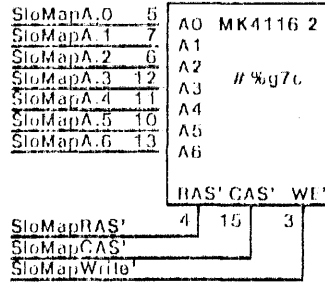 SloMapA.0 5 A0 MK4116 2
SloMapA.1 7 A1
SloMapA.2 6 A2
SloMapA.3 12 A3
SloMapA.4 11 A4
SloMapA.5 10 A5
SloMapA.6 13 A6
RAS' CAS' WE'
4 15 3
SloMapRAS'
SloMapCAS'
SloMapWrite'